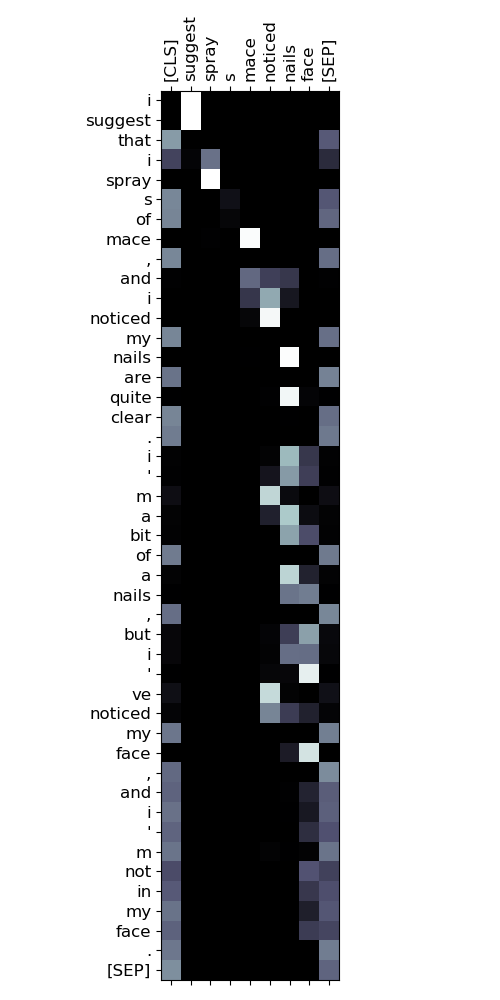 [CLS]
suggest
spray
s
mace
noticed
nails
face
[SEP]
i
suggest
that
i
spray
s
of
mace
,
and
i
noticed
my
nails
are
quite
clear
.
i
'
m
a
bit
of
a
nails
,
but
i
'
ve
noticed
my
face
,
and
i
'
m
not
in
my
face
.
[SEP]